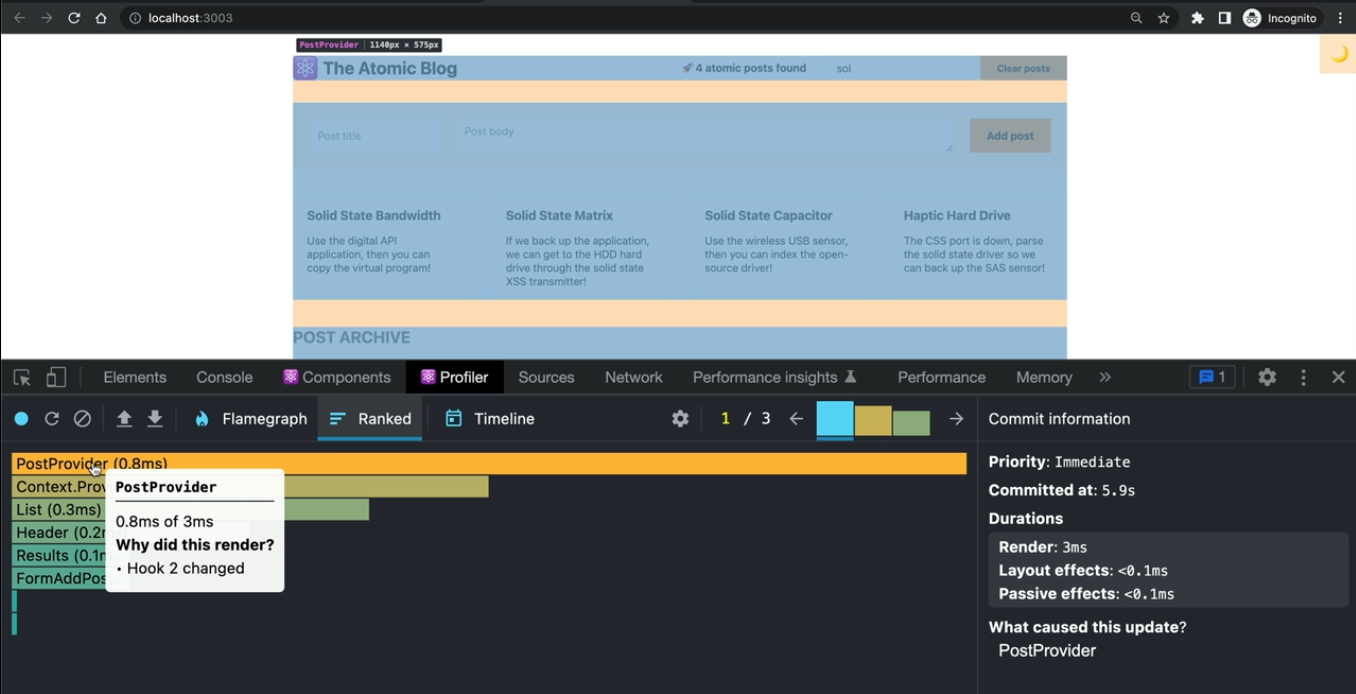 localhost:3003
Incognito
PostProvider | 1140px × 575px
The Atomic Blog
🚀 4 atomic posts found
sol
Clear posts
Post title
Post body
Add post
Solid State Bandwidth
Use the digital API
application, then you can
copy the virtual program!
Solid State Matrix
If we back up the application,
we can get to the HDD hard
drive through the solid state
XSS transmitter!
Solid State Capacitor
Use the wireless USB sensor,
then you can index the open-
source driver!
Haptic Hard Drive
The CSS port is down, parse
the solid state driver so we
can back up the SAS sensor!
POST ARCHIVE
Elements Console Components Profiler Sources Network Performance insights Performance Memory » 1
Flamegraph Ranked Timeline 1 / 3
PostProvider (0.8ms)
Context.Prov
List (0.3ms)
Header (0.2m
Results (0.1m
FormAddPos
PostProvider
0.8ms of 3ms
Why did this render?
• Hook 2 changed
Commit information
Priority: Immediate
Committed at: 5.9s
Durations
Render: 3ms
Layout effects: <0.1ms
Passive effects: <0.1ms
What caused this update?
PostProvider